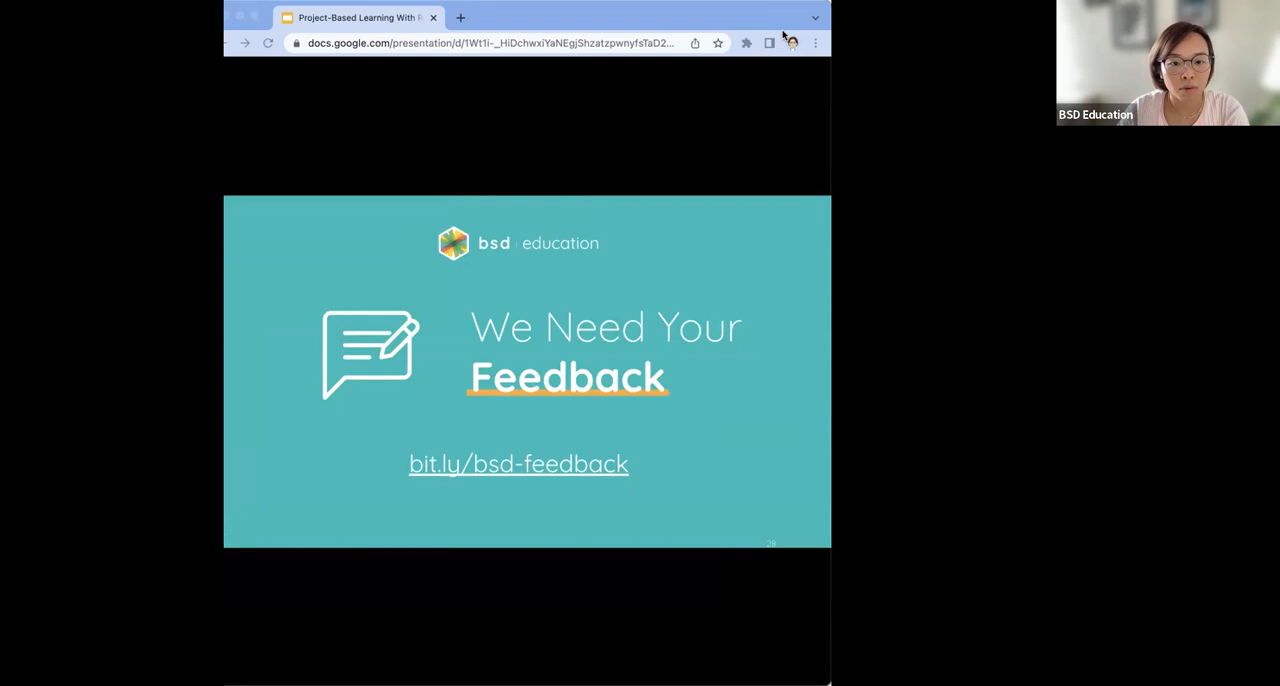 Project-Based Learning With
docs.google.com/presentation/d/1Wt1i-_HiDchwxiYaNEgjShzatzpwnyfsTaD2...
BSD Education
bsd education
We Need Your
Feedback
bit.ly/bsd-feedback
28